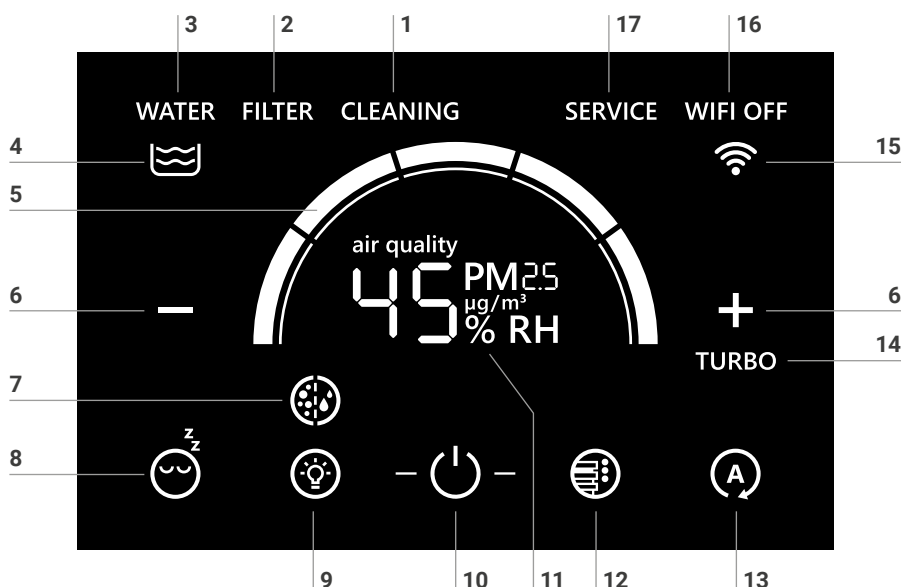 3 2 1 17 16
WATER FILTER CLEANING SERVICE WIFI OFF
4 15
5
air quality
45 PM2.5
µg/m³
% RH
6 6
TURBO 14
7
z
z
8
A
9 10 11 12 13